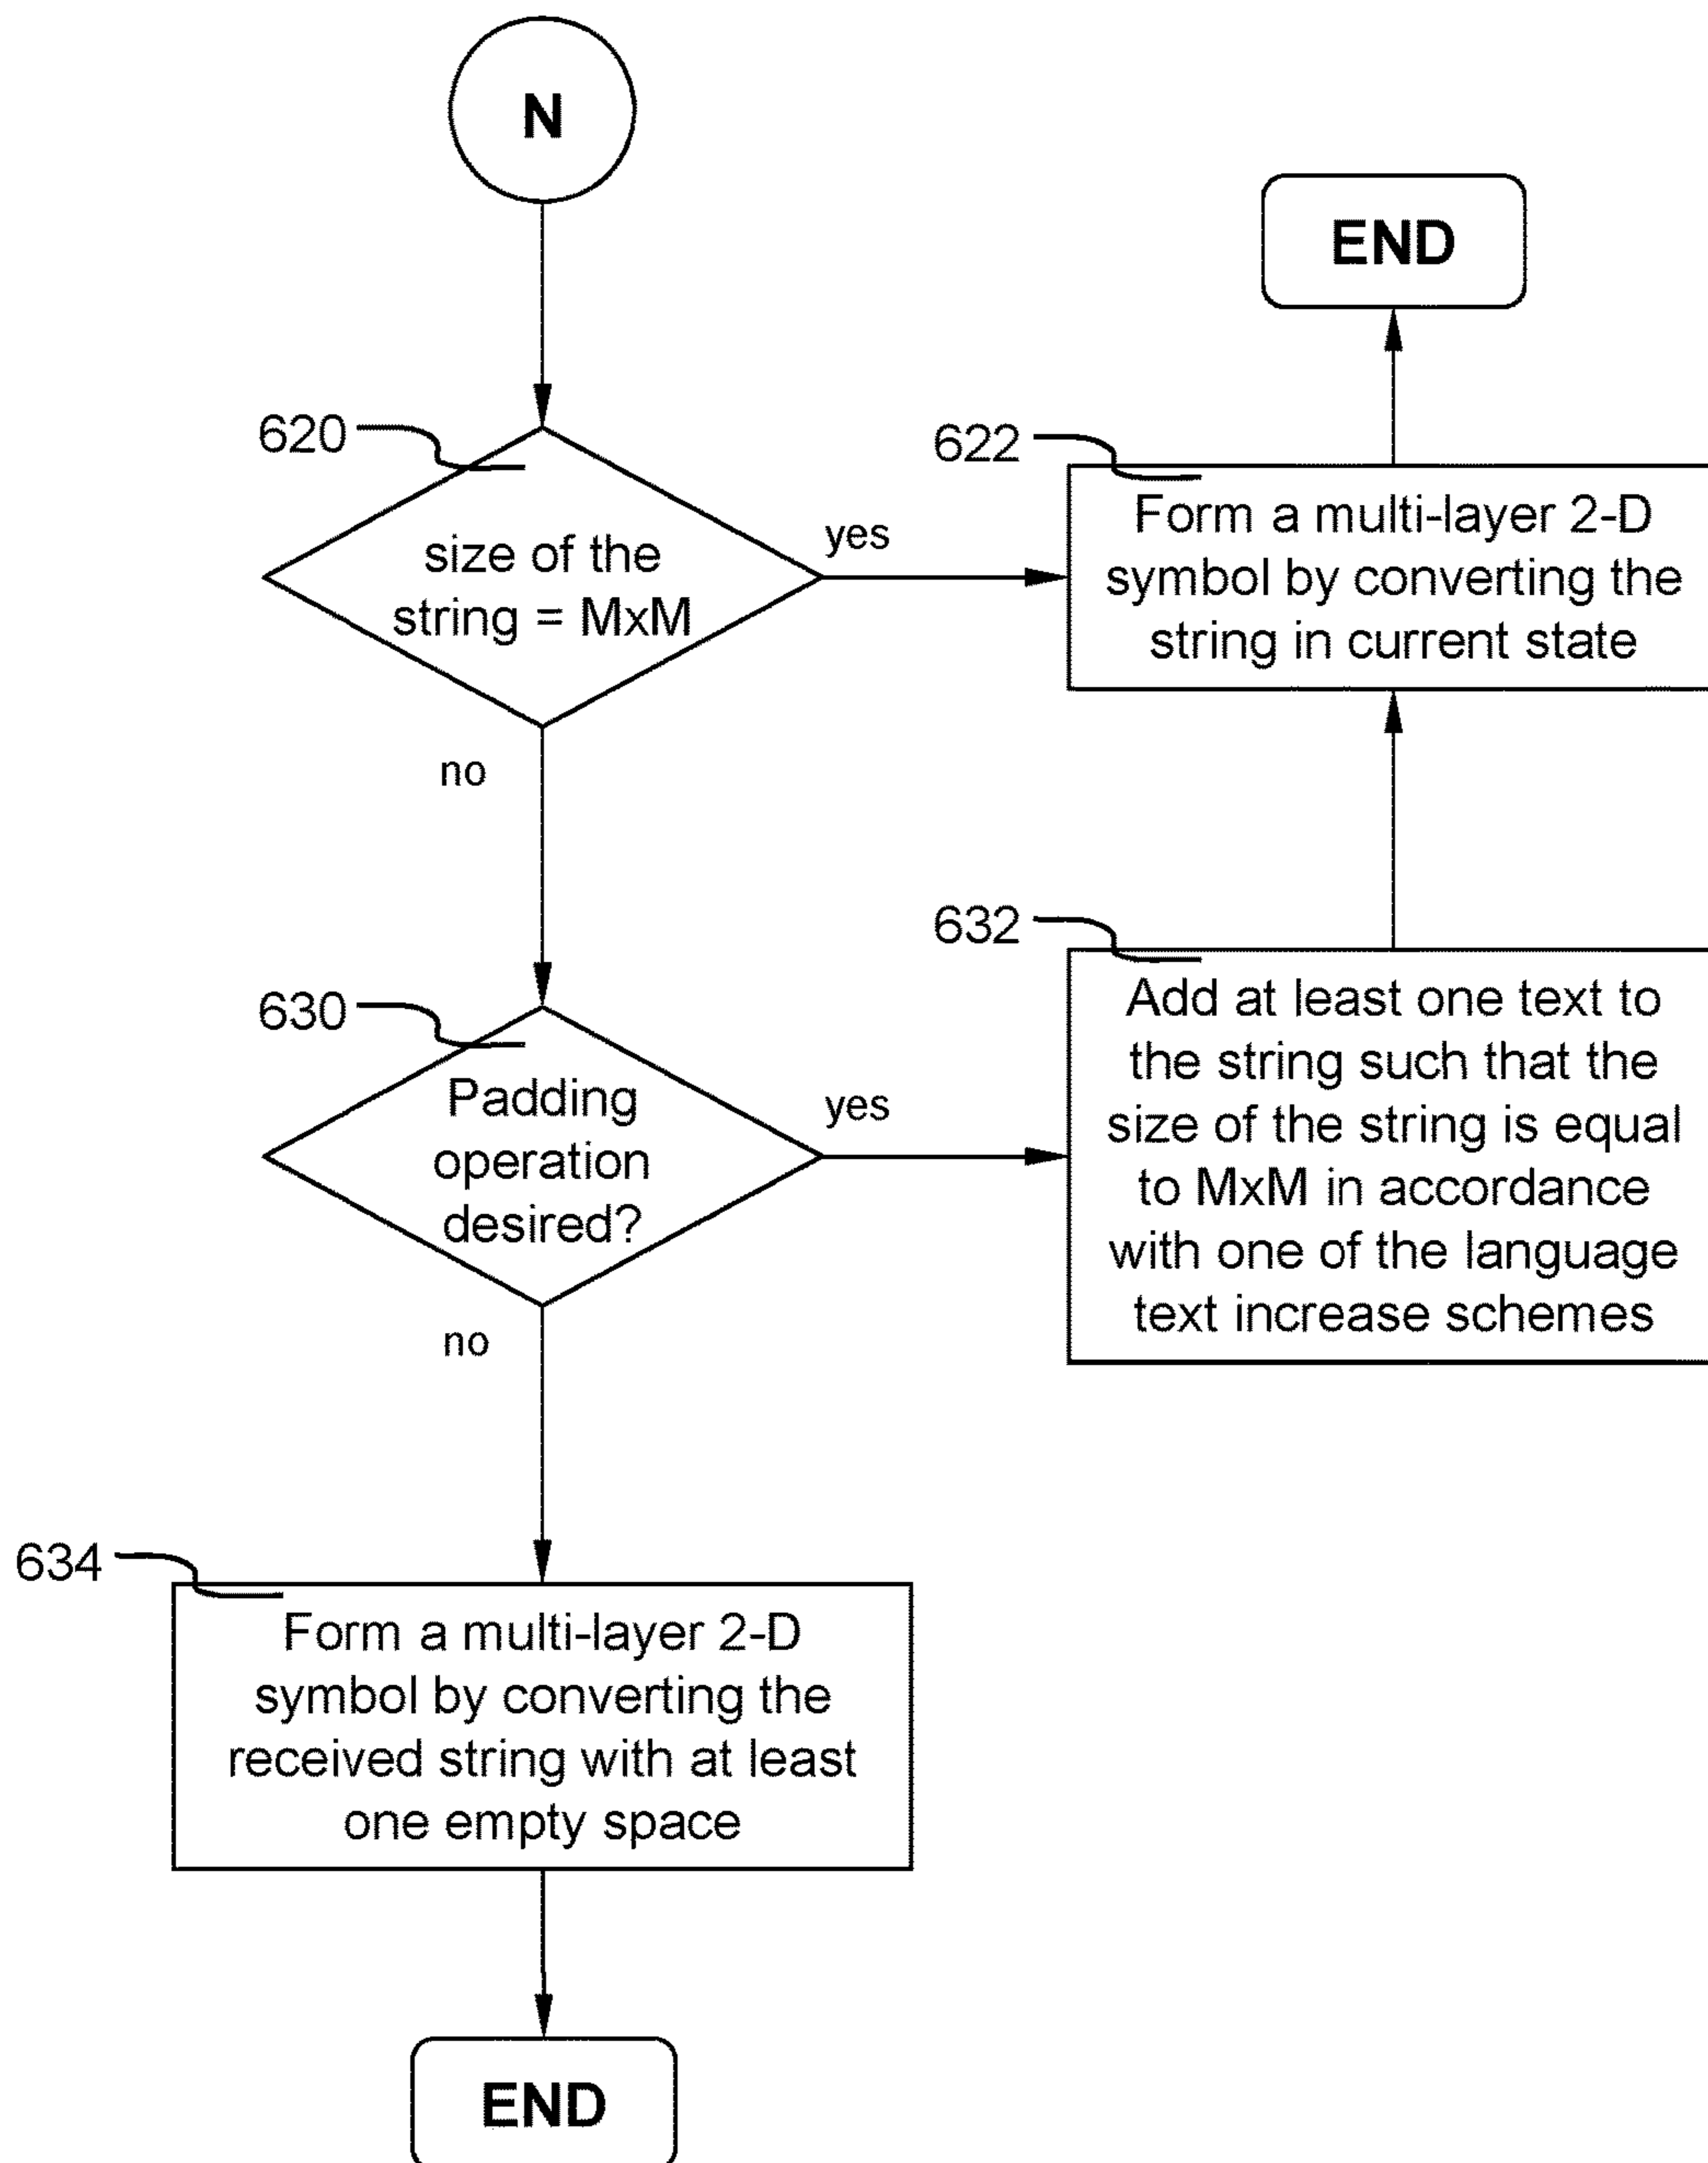 N
END
620
size of the
string = MxM
yes
622
Form a multi-layer 2-D
symbol by converting the
string in current state
no
630
Padding
operation
desired?
yes
632
Add at least one text to
the string such that the
size of the string is equal
to MxM in accordance
with one of the language
text increase schemes
no
634
Form a multi-layer 2-D
symbol by converting the
received string with at least
one empty space
END